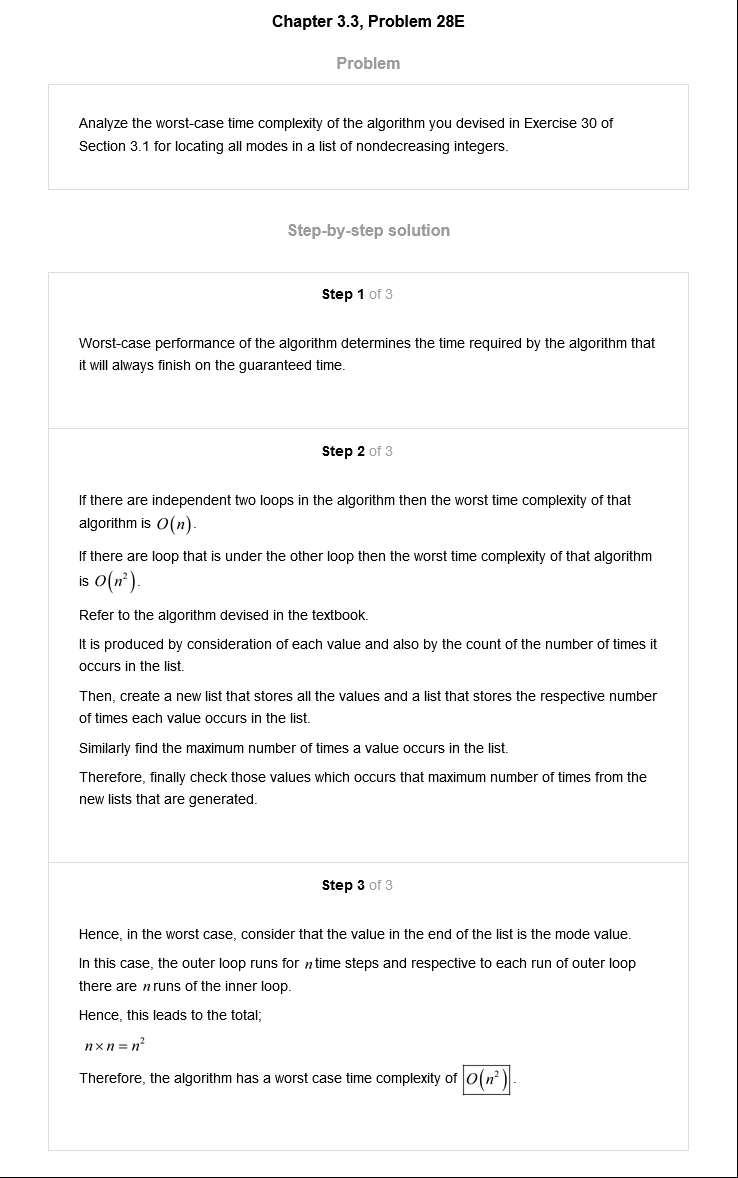 Chapter 3.3, Problem 28E
Problem
Analyze the worst-case time complexity of the algorithm you devised in Exercise 30 of
Section 3.1 for locating all modes in a list of nondecreasing integers.
Step-by-step solution
Step 1 of 3
Worst-case performance of the algorithm determines the time required by the algorithm that
it will always finish on the guaranteed time.
Step 2 of 3
If there are independent two loops in the algorithm then the worst time complexity of that
algorithm is O(n).
If there are loop that is under the other loop then the worst time complexity of that algorithm
is O(n²).
Refer to the algorithm devised in the textbook.
It is produced by consideration of each value and also by the count of the number of times it
occurs in the list.
Then, create a new list that stores all the values and a list that stores the respective number
of times each value occurs in the list.
Similarly find the maximum number of times a value occurs in the list.
Therefore, finally check those values which occurs that maximum number of times from the
new lists that are generated.
Step 3 of 3
Hence, in the worst case, consider that the value in the end of the list is the mode value.
In this case, the outer loop runs for n time steps and respective to each run of outer loop
there are n runs of the inner loop.
Hence, this leads to the total;
n×n = n²
Therefore, the algorithm has a worst case time complexity of O(n²).